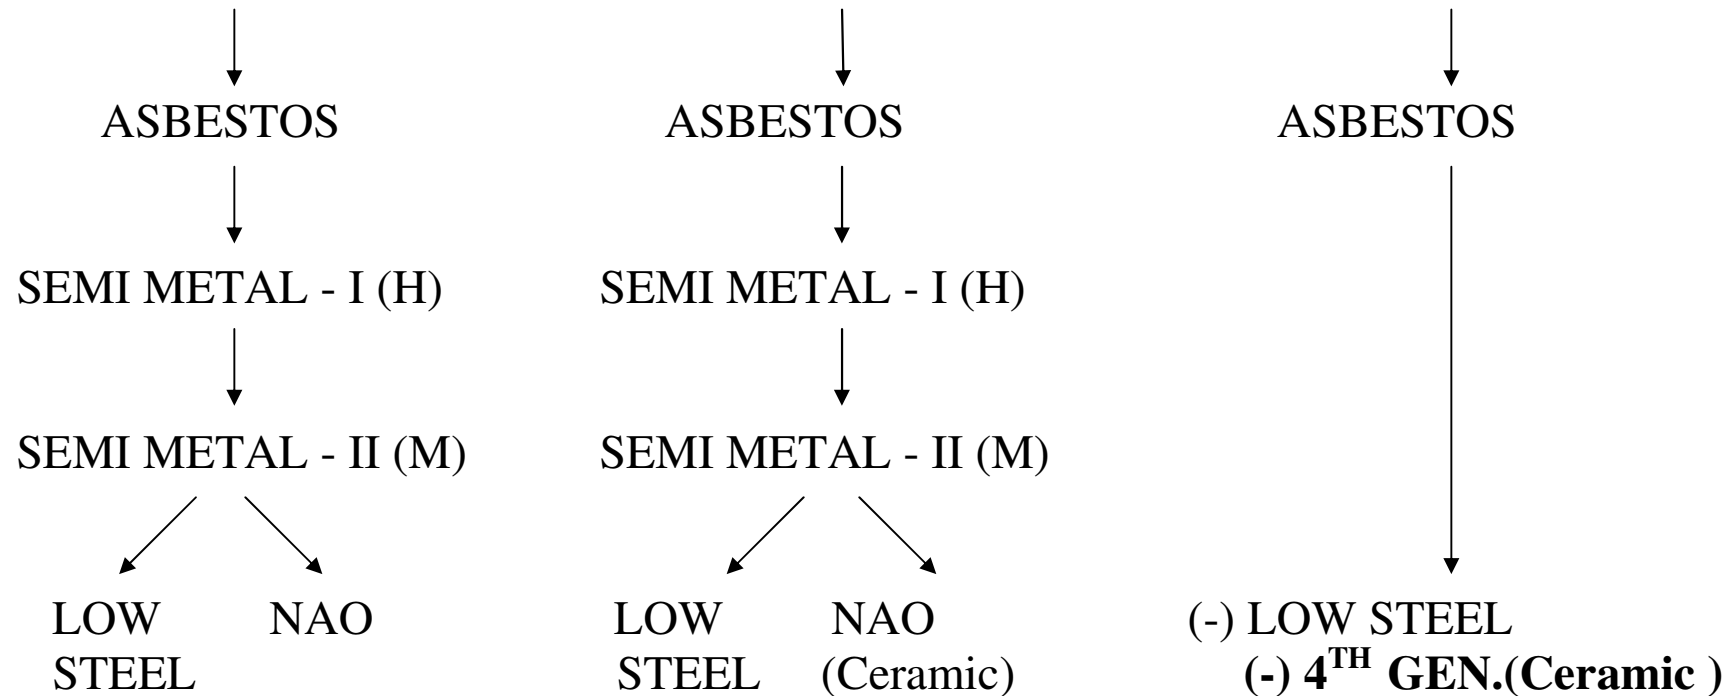 ASBESTOS ASBESTOS ASBESTOS
SEMI METAL - I (H) SEMI METAL - I (H)
SEMI METAL - II (M) SEMI METAL - II (M)
LOW NAO LOW NAO (-) LOW STEEL
STEEL STEEL (Ceramic) (-) 4TH GEN.(Ceramic )